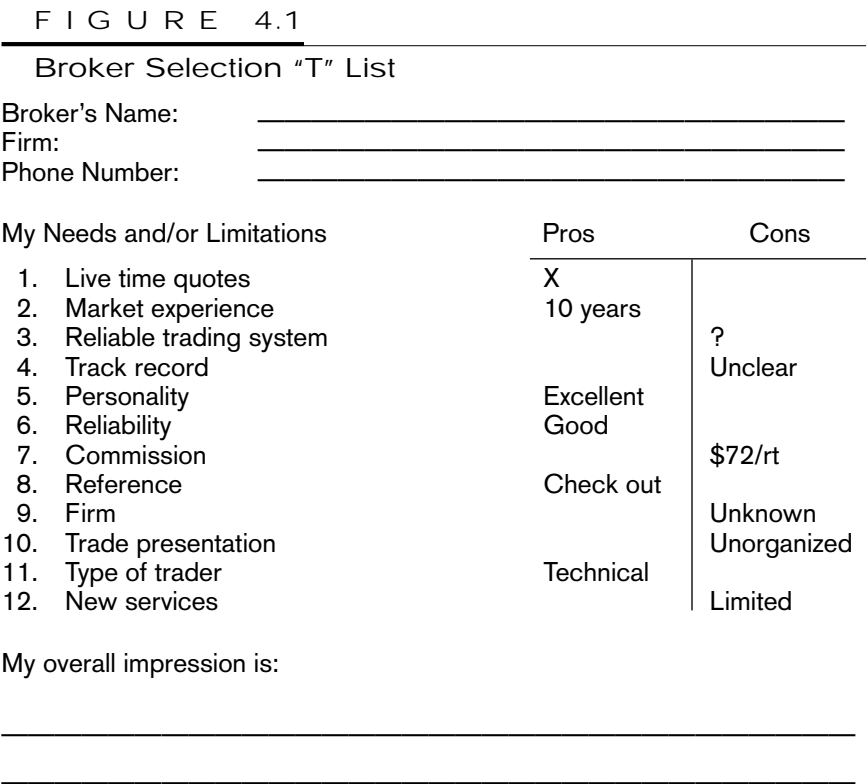 FIGURE 4.1
Broker Selection “T” List
Broker’s Name:
Firm:
Phone Number:
My Needs and/or Limitations Pros Cons
1. Live time quotes X
2. Market experience 10 years
3. Reliable trading system ?
4. Track record Unclear
5. Personality Excellent
6. Reliability Good
7. Commission $72/rt
8. Reference Check out
9. Firm Unknown
10. Trade presentation Unorganized
11. Type of trader Technical
12. New services Limited
My overall impression is: